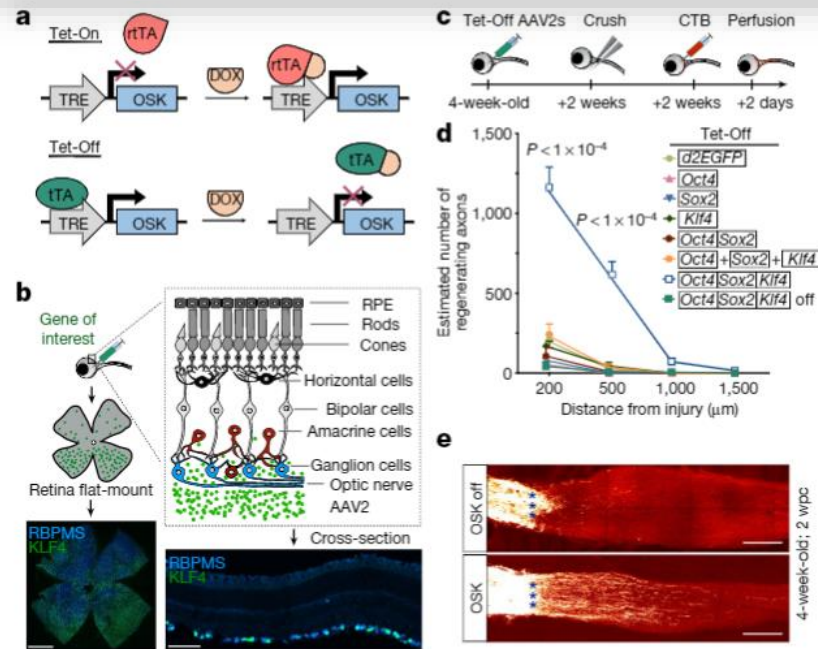 a
Tet-On
rtTA
TRE
OSK
DOX
rtTA
TRE
OSK
Tet-Off
tTA
TRE
OSK
DOX
tTA
TRE
OSK
b
Gene of
interest
Retina flat-mount
RBPMS
KLF4
RPE
Rods
Cones
Horizontal cells
Bipolar cells
Amacrine cells
Ganglion cells
Optic nerve
AAV2
Cross-section
RBPMS
KLF4
c
Tet-Off AAV2s
Crush
CTB
Perfusion
4-week-old
+2 weeks
+2 weeks
+2 days
d
Estimated number of
regenerating axons
1,500
1,000
500
0
P < 1 × 10⁻⁴
P < 1 × 10⁻⁴
200
500
1,000
1,500
Distance from injury (μm)
Tet-Off
d2EGFP
Oct4
Sox2
Klf4
Oct4 Sox2
Oct4 + Sox2 + Klf4
Oct4 Sox2 Klf4
Oct4 Sox2 Klf4 off
e
OSK off
OSK
4-week-old; 2 wpc